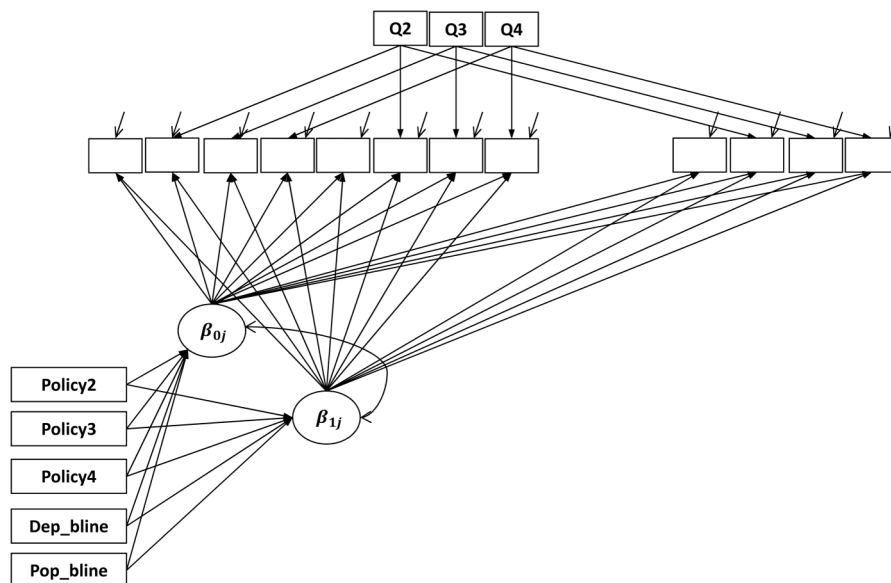 Q2 Q3 Q4
β0j
Policy2
β1j
Policy3
Policy4
Dep_bline
Pop_bline